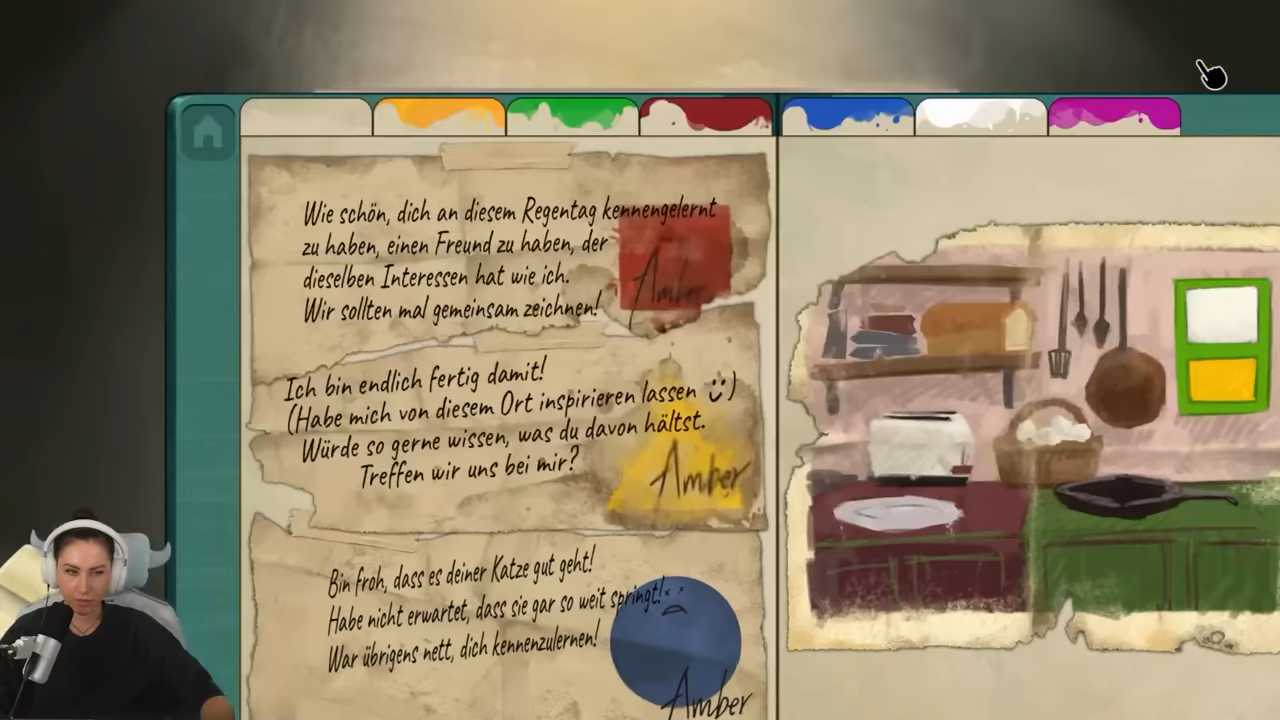 Wie schön, dich an diesem Regentag kennengelernt
zu haben, einen Freund zu haben, der
dieselben Interessen hat wie ich.
Wir sollten mal gemeinsam zeichnen!
Amber
Ich bin endlich fertig damit!
(Habe mich von diesem Ort inspirieren lassen :))
Würde so gerne wissen, was du davon hältst.
Treffen wir uns bei mir?
Amber
Bin froh, dass es deiner Katze gut geht!
Habe nicht erwartet, dass sie gar so weit springt!
War übrigens nett, dich kennenzulernen!
Amber